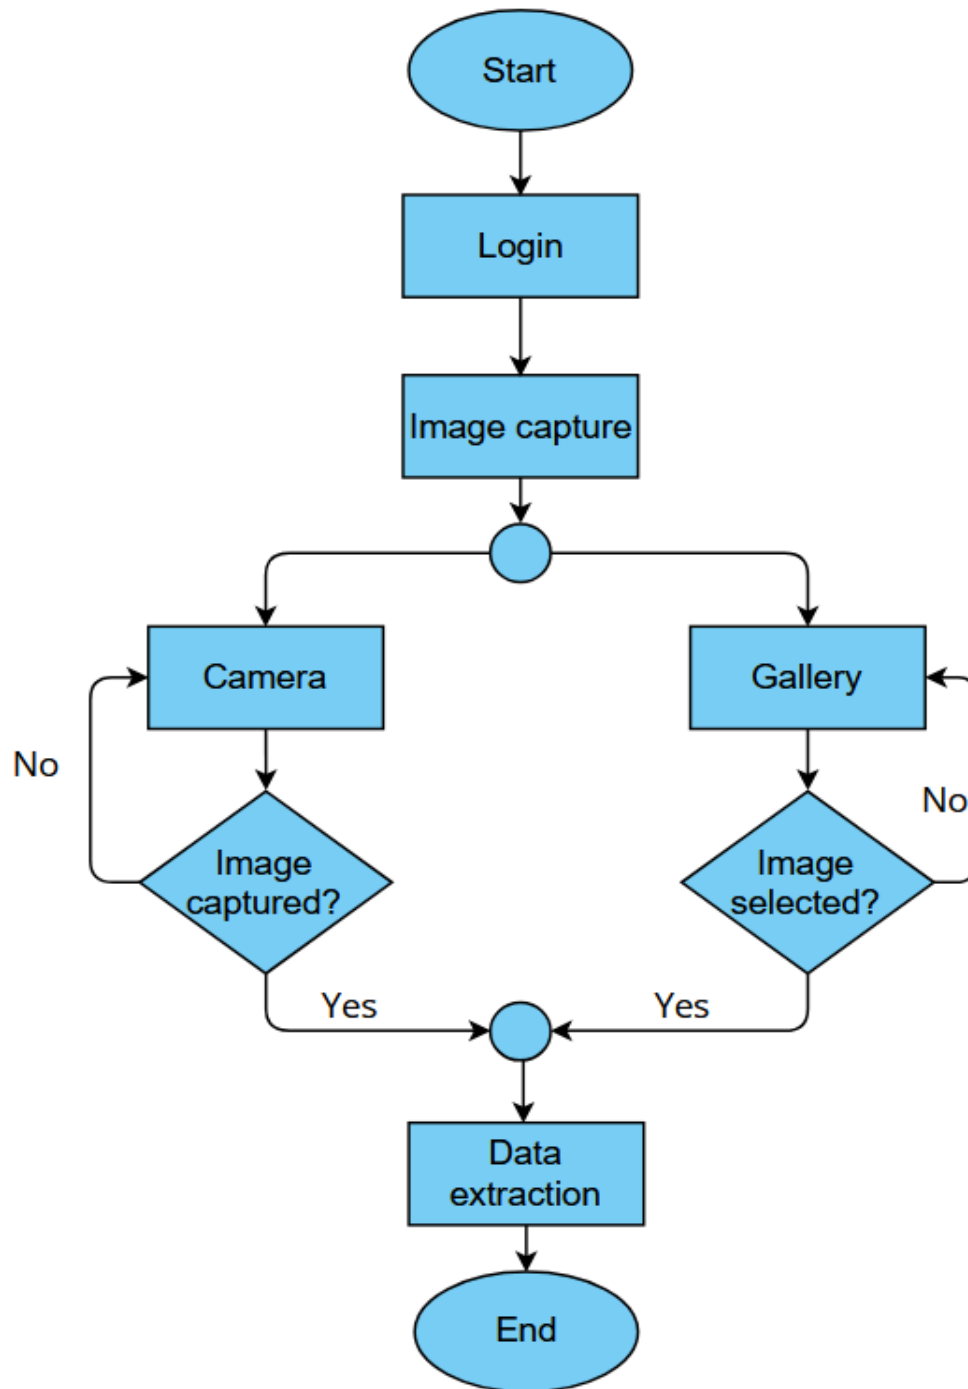 Start
Login
Image capture
Camera
Gallery
No
No
Image
captured?
Image
selected?
Yes
Yes
Data
extraction
End